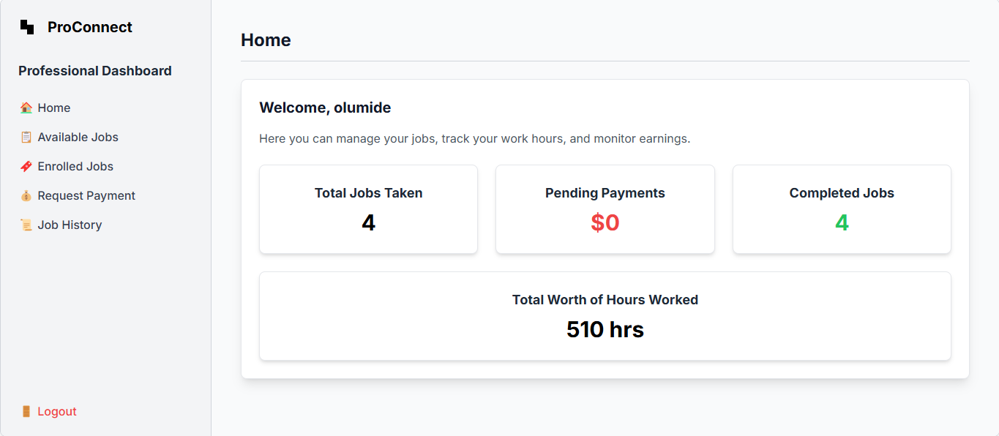 ProConnect
Professional Dashboard
Home
Available Jobs
Enrolled Jobs
Request Payment
Job History
Logout
Home
Welcome, olumide
Here you can manage your jobs, track your work hours, and monitor earnings.
Total Jobs Taken
4
Pending Payments
$0
Completed Jobs
4
Total Worth of Hours Worked
510 hrs